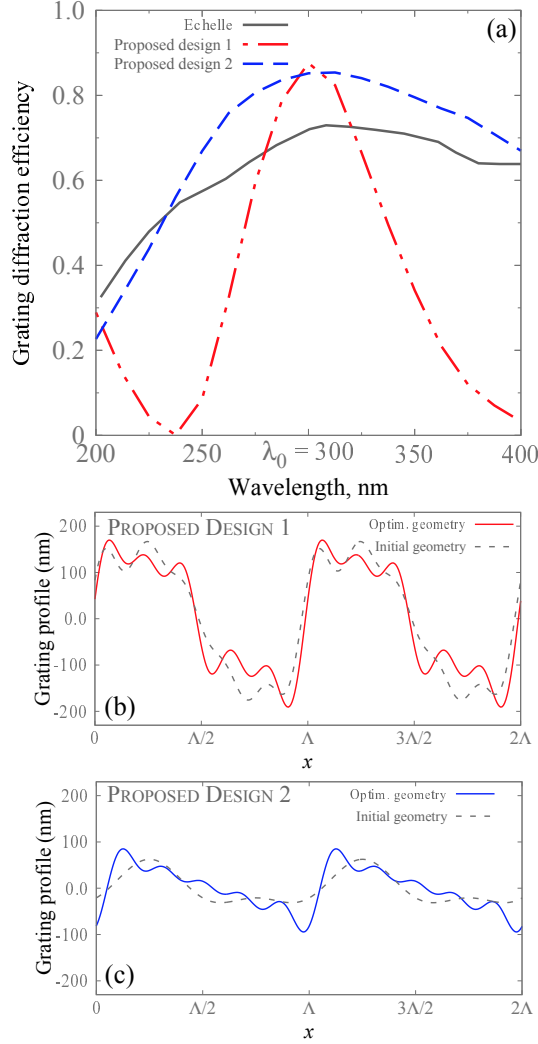 (a)
Echelle
Proposed design 1
Proposed design 2
Grating diffraction efficiency
1.0
0.8
0.6
0.4
0.2
0
200 250 λ0 = 300 350 400
Wavelength, nm
PROPOSED DESIGN 1
Optim. geometry
Initial geometry
Grating profile (nm)
200
100
0.0
-100
-200
(b)
0 Λ/2 Λ 3Λ/2 2Λ
x
PROPOSED DESIGN 2
Optim. geometry
Initial geometry
Grating profile (nm)
200
100
0.0
-100
200
(c)
0 Λ/2 Λ 3Λ/2 2Λ
x